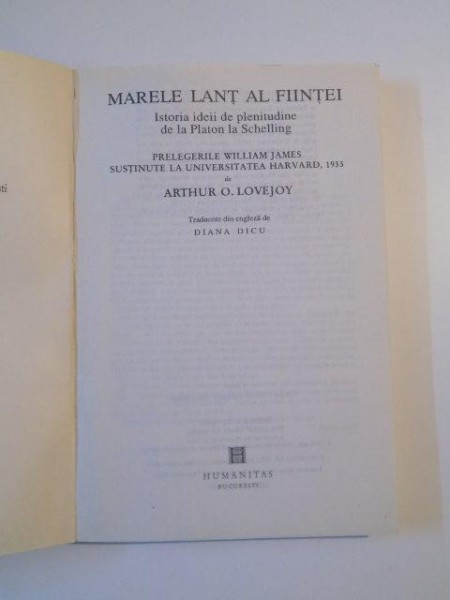 MARELE LANȚ AL FIINȚEI
Istoria ideii de plenitudine
de la Platon la Schelling
PRELEGERILE WILLIAM JAMES
SUSȚINUTE LA UNIVERSITATEA HARVARD, 1933
de
ARTHUR O. LOVEJOY
Traducere din engleză de
DIANA DICU
H
HUMANITAS
BUCUREȘTI